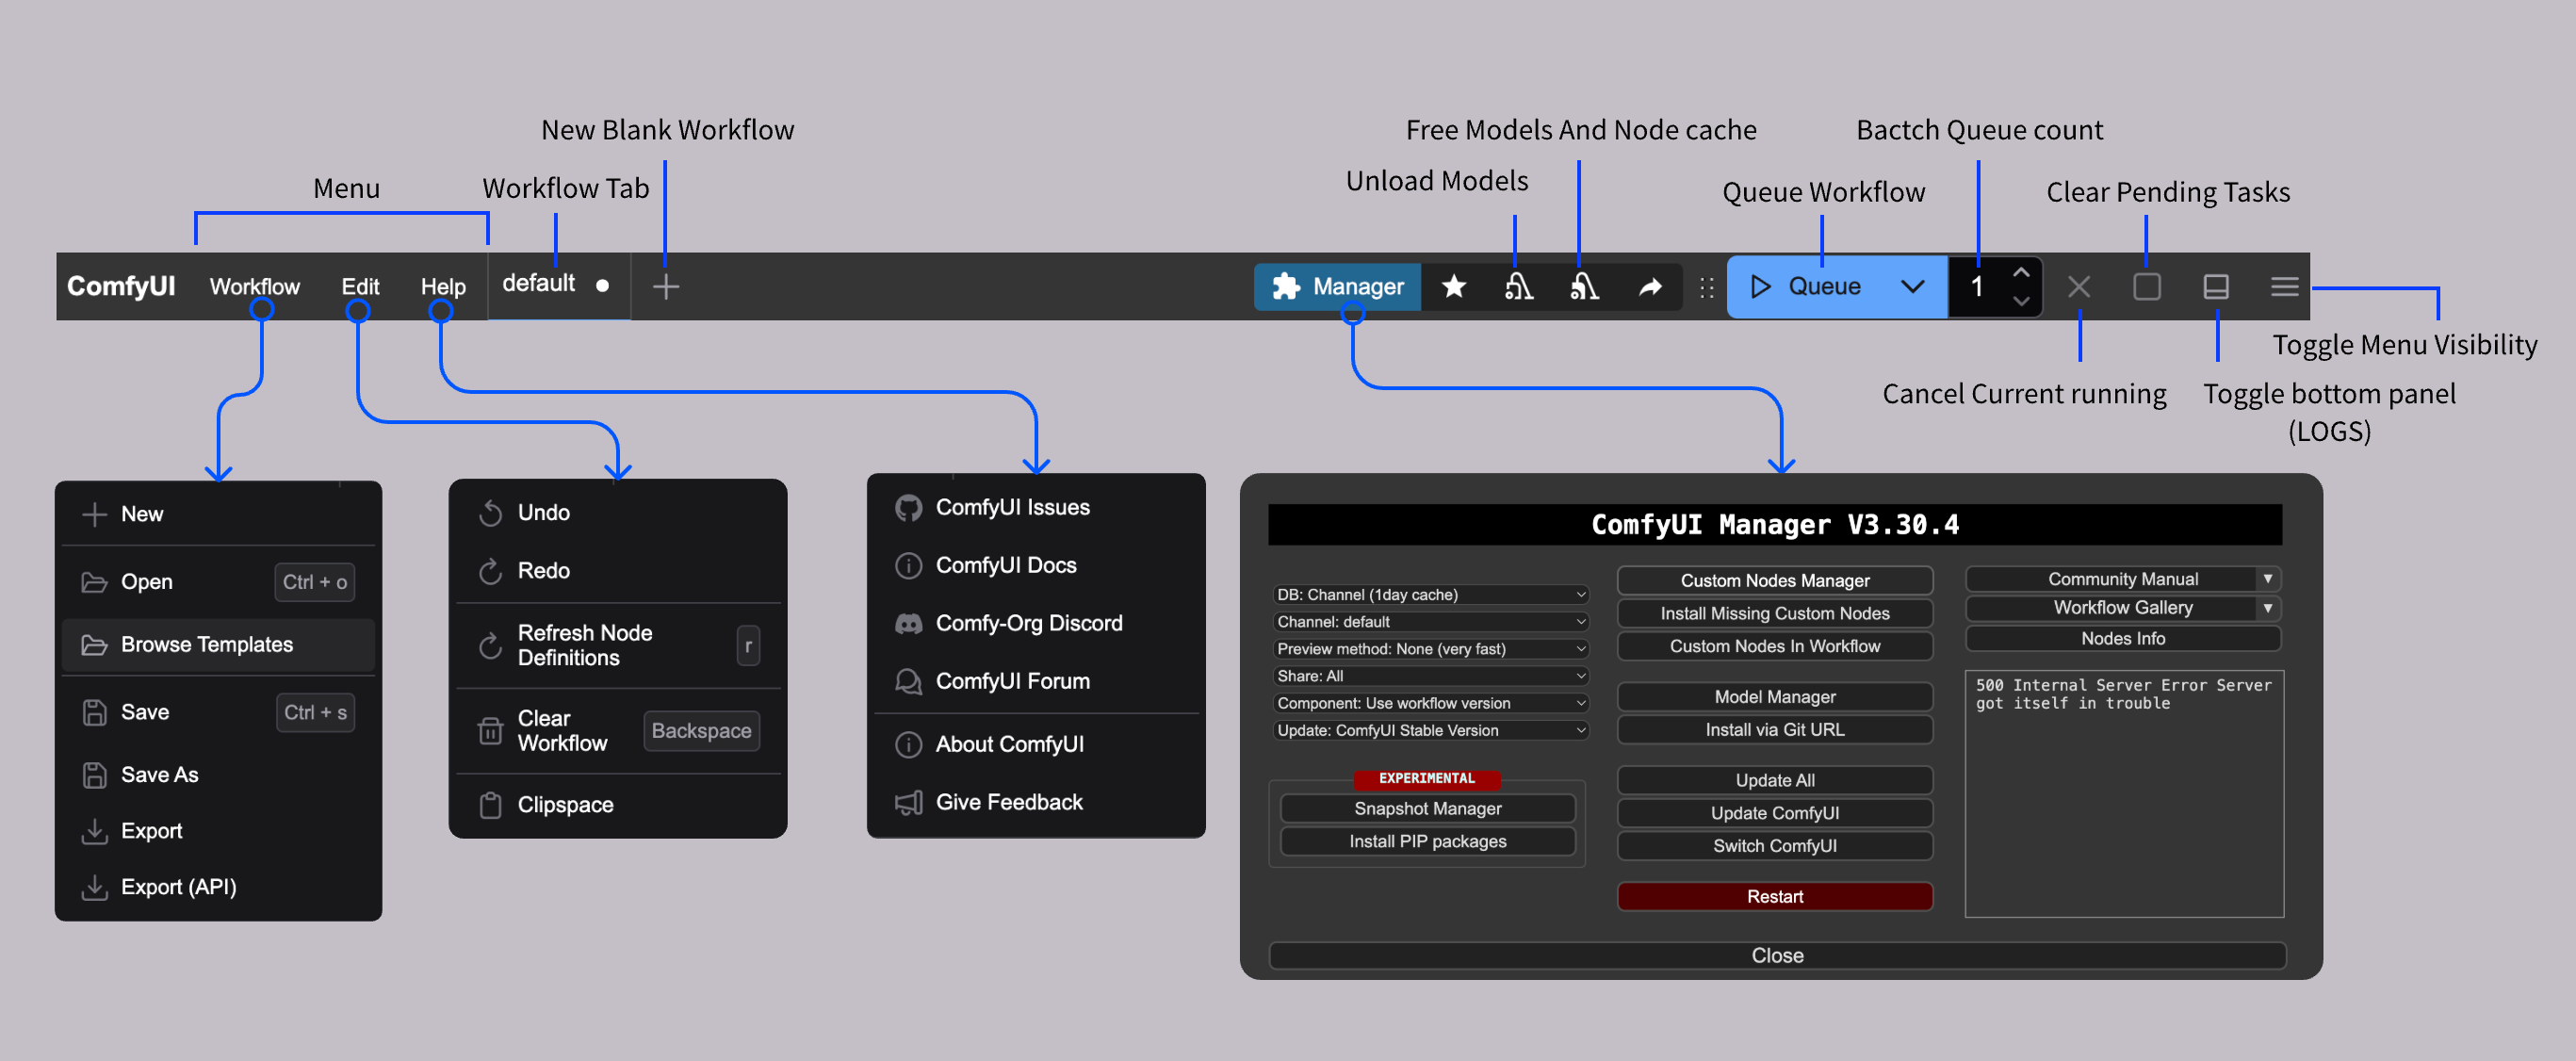 New Blank Workflow
Free Models And Node cache
Bactch Queue count
Menu
Workflow Tab
Unload Models
Queue Workflow
Clear Pending Tasks
ComfyUI
Workflow
Edit
Help
default
Manager
Queue
1
Toggle Menu Visibility
Cancel Current running
Toggle bottom panel
(LOGS)
New
Open
Ctrl + o
Browse Templates
Save
Ctrl + s
Save As
Export
Export (API)
Undo
Redo
Refresh Node
Definitions
r
Clear
Workflow
Backspace
Clipspace
ComfyUI Issues
ComfyUI Docs
Comfy-Org Discord
ComfyUI Forum
About ComfyUI
Give Feedback
ComfyUI Manager V3.30.4
DB: Channel (1day cache)
Channel: default
Preview method: None (very fast)
Share: All
Component: Use workflow version
Update: ComfyUI Stable Version
EXPERIMENTAL
Snapshot Manager
Install PIP packages
Custom Nodes Manager
Install Missing Custom Nodes
Custom Nodes In Workflow
Model Manager
Install via Git URL
Update All
Update ComfyUI
Switch ComfyUI
Restart
Community Manual
Workflow Gallery
Nodes Info
500 Internal Server Error Server
got itself in trouble
Close